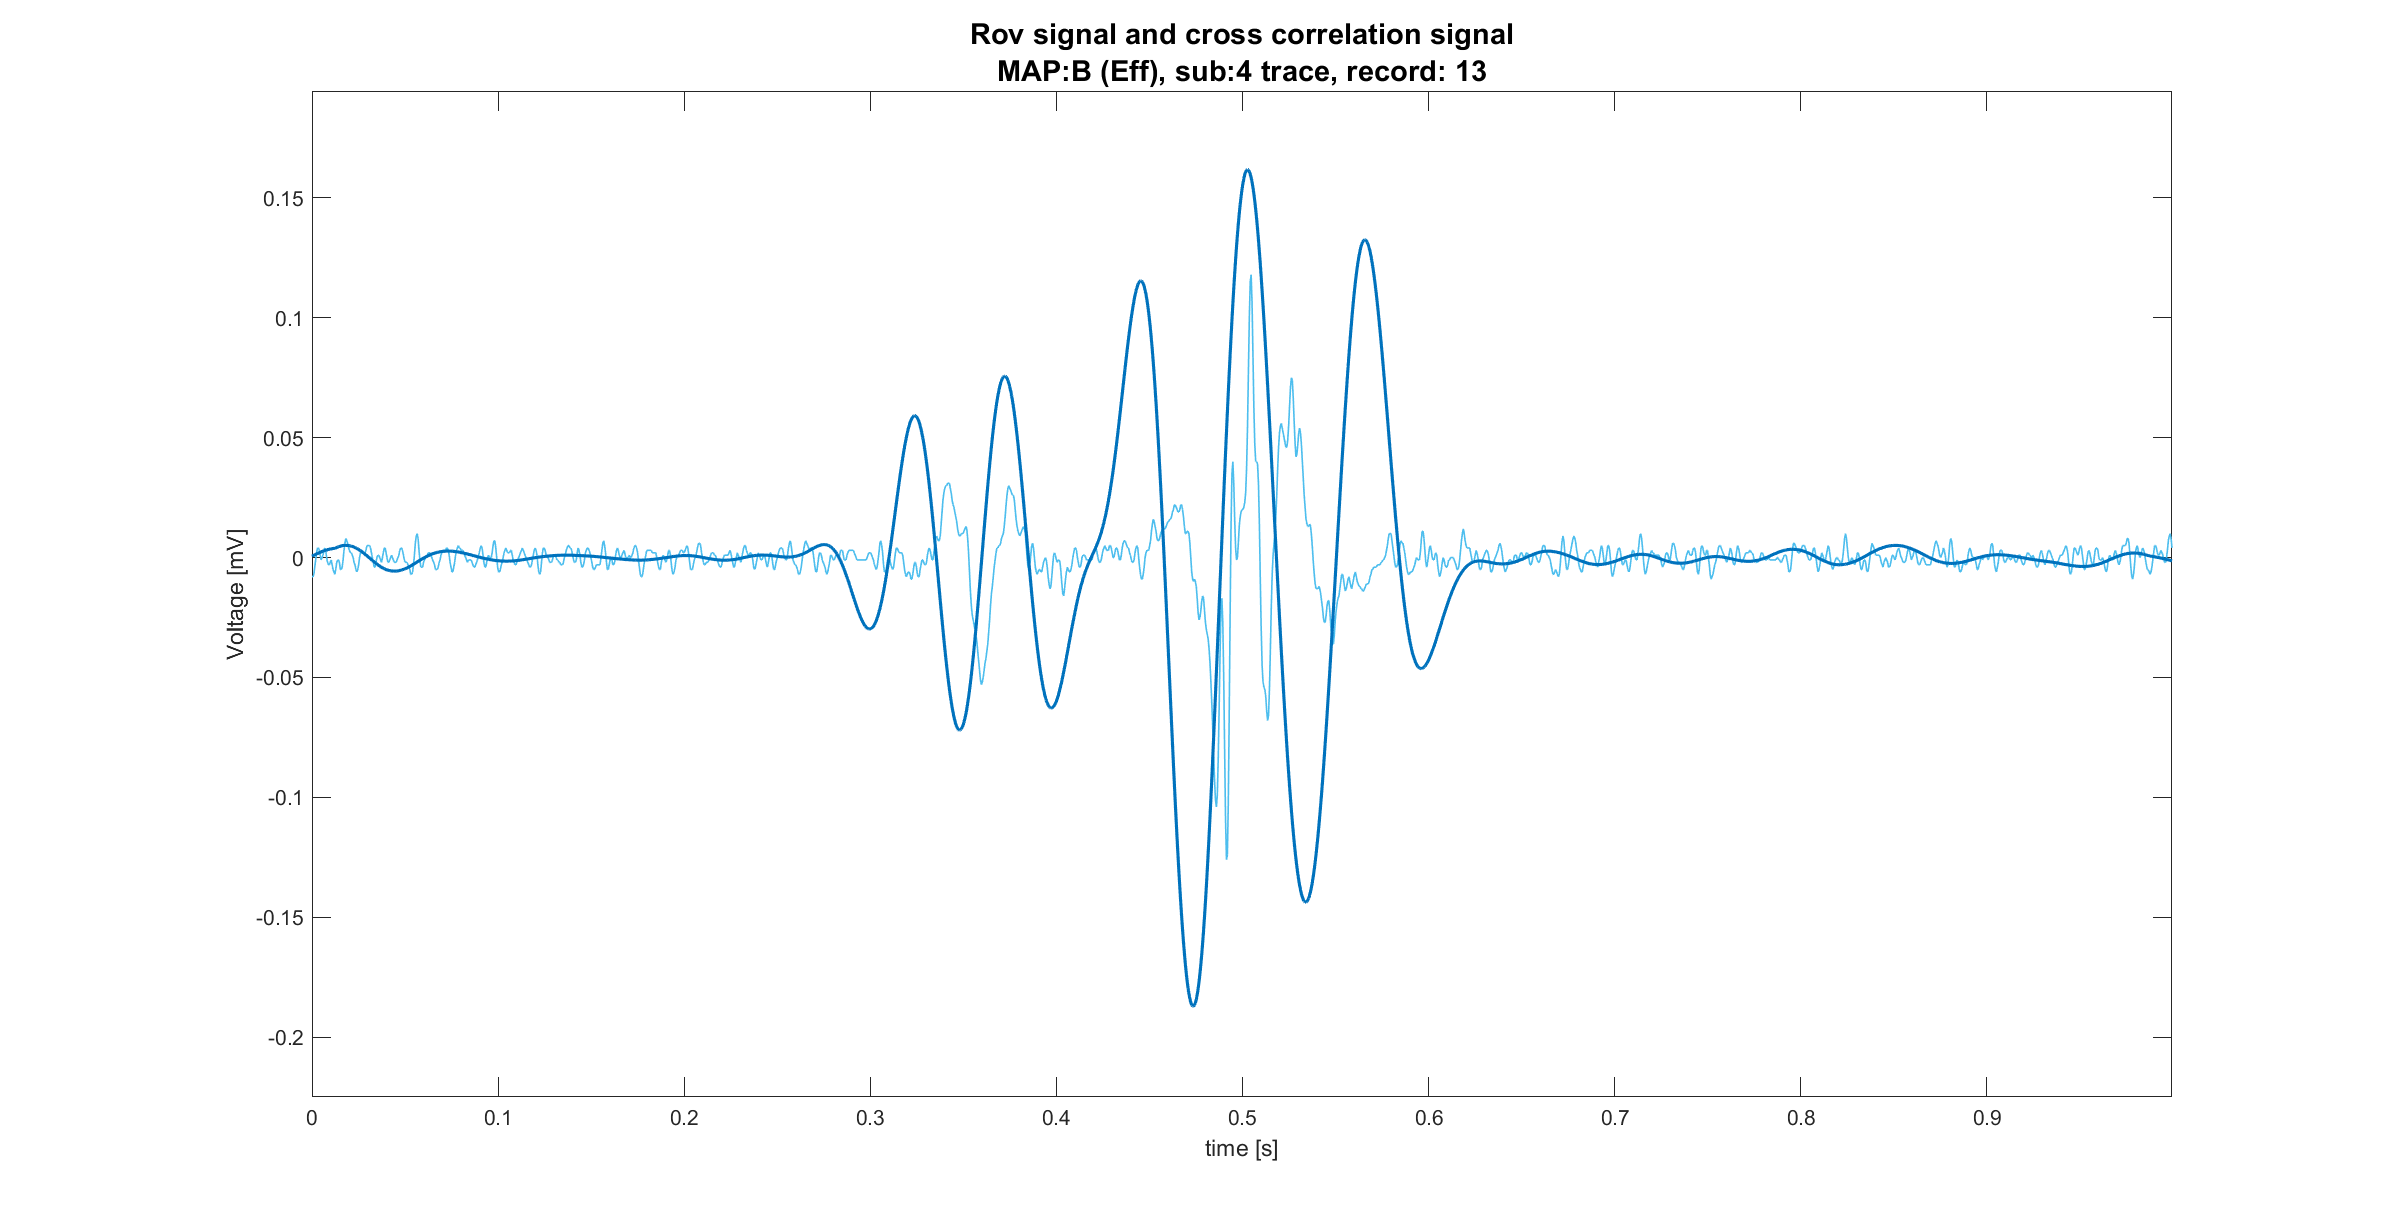 Rov signal and cross correlation signal
MAP:B (Eff), sub:4 trace, record: 13
0.15
0.1
0.05
0
-0.05
-0.1
-0.15
-0.2
Voltage [mV]
0 0.1 0.2 0.3 0.4 0.5 0.6 0.7 0.8 0.9
time [s]